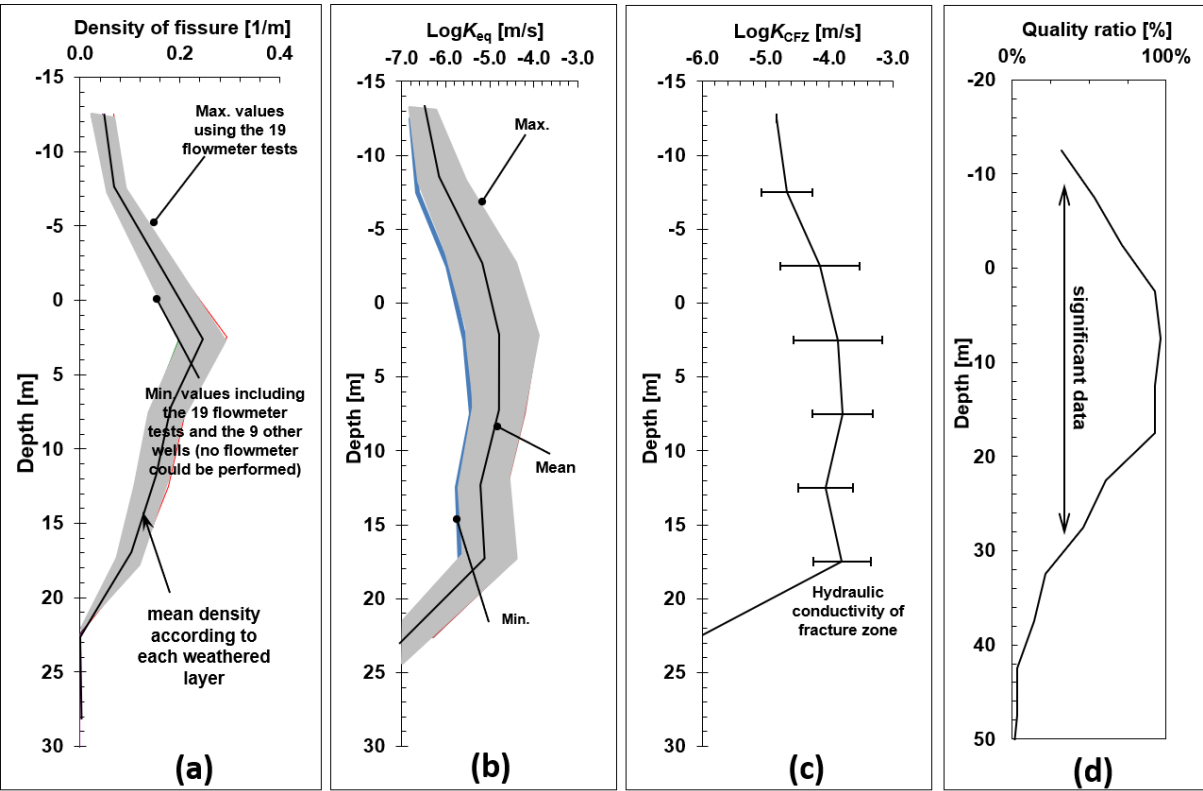 Density of fissure [1/m]
0.0 0.2 0.4
-15
-10
-5
0
5
10
15
20
25
30
Depth [m]
Max. values
using the 19
flowmeter tests
Min. values including
the 19 flowmeter
tests and the 9 other
wells (no flowmeter
could be performed)
mean density
according to
each weathered
layer
(a)
LogKeq [m/s]
-7.0 -6.0 -5.0 -4.0 -3.0
-15
-10
-5
0
5
10
15
20
25
30
Depth [m]
Max.
Mean
Min.
(b)
LogKCFZ [m/s]
-6.0 -5.0 -4.0 -3.0
-15
-10
-5
0
5
10
15
20
25
30
Depth [m]
Hydraulic
conductivity of
fracture zone
(c)
Quality ratio [%]
0% 100%
-20
-10
0
10
20
30
40
50
Depth [m]
significant data
(d)